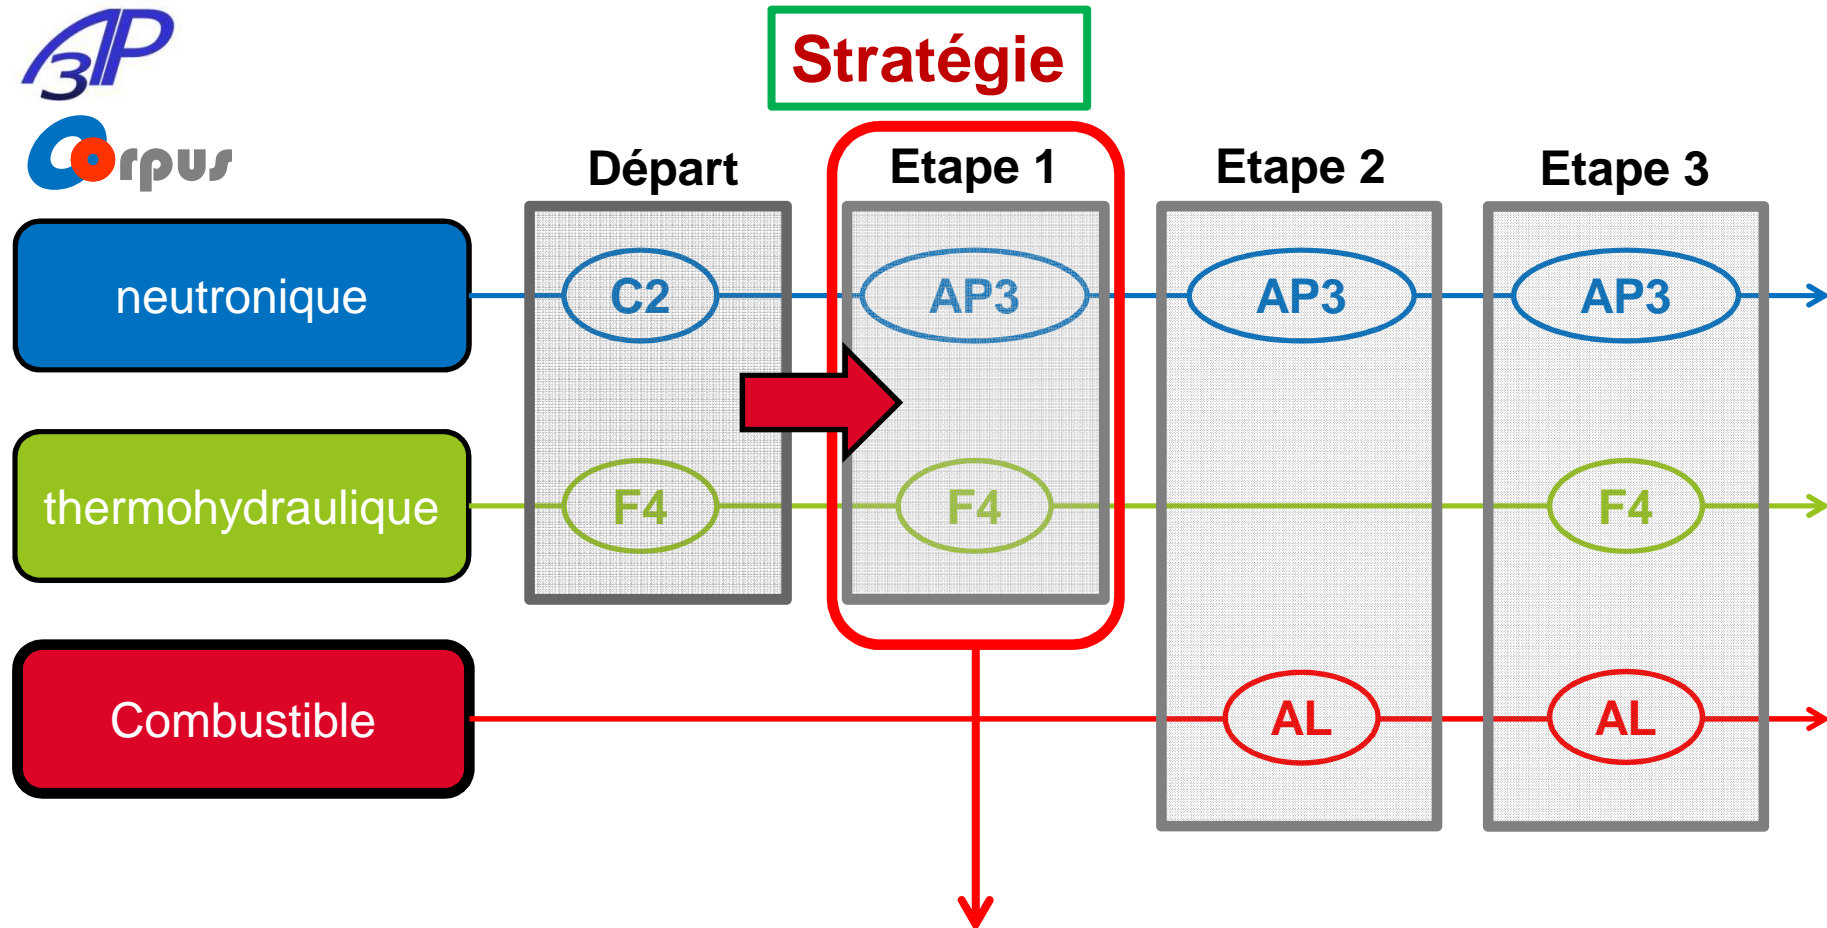 A3P
Stratégie
Corpus
Départ
Etape 1
Etape 2
Etape 3
neutronique
C2
AP3
AP3
AP3
thermohydraulique
F4
F4
F4
Combustible
AL
AL